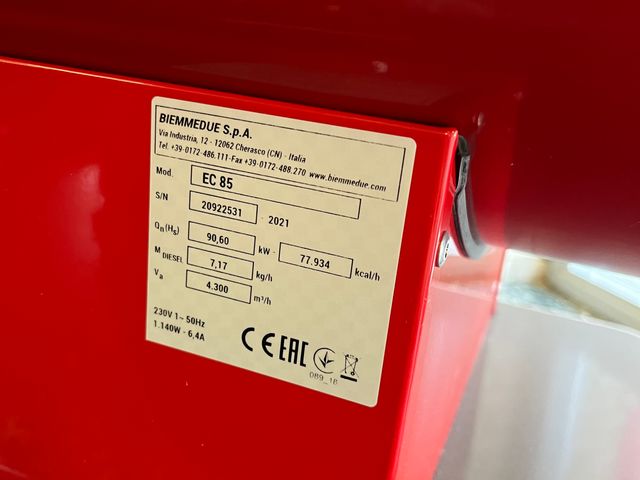 BIEMMEDUE S.p.A.
Via Industria, 12 - 12062 Cherasco (CN) - Italia
Tel. +39-0172-486.111-Fax +39-0172-488.270 www.biemmedue.com
Mod. EC 85
S/N 20922531 - 2021
Qn(Hs) 90,60 kW - 77.934 kcal/h
M DIESEL 7,17 kg/h
Va 4.300 m³/h
230V 1~ 50Hz
1.140W - 6,4A
CE EAC
089_18